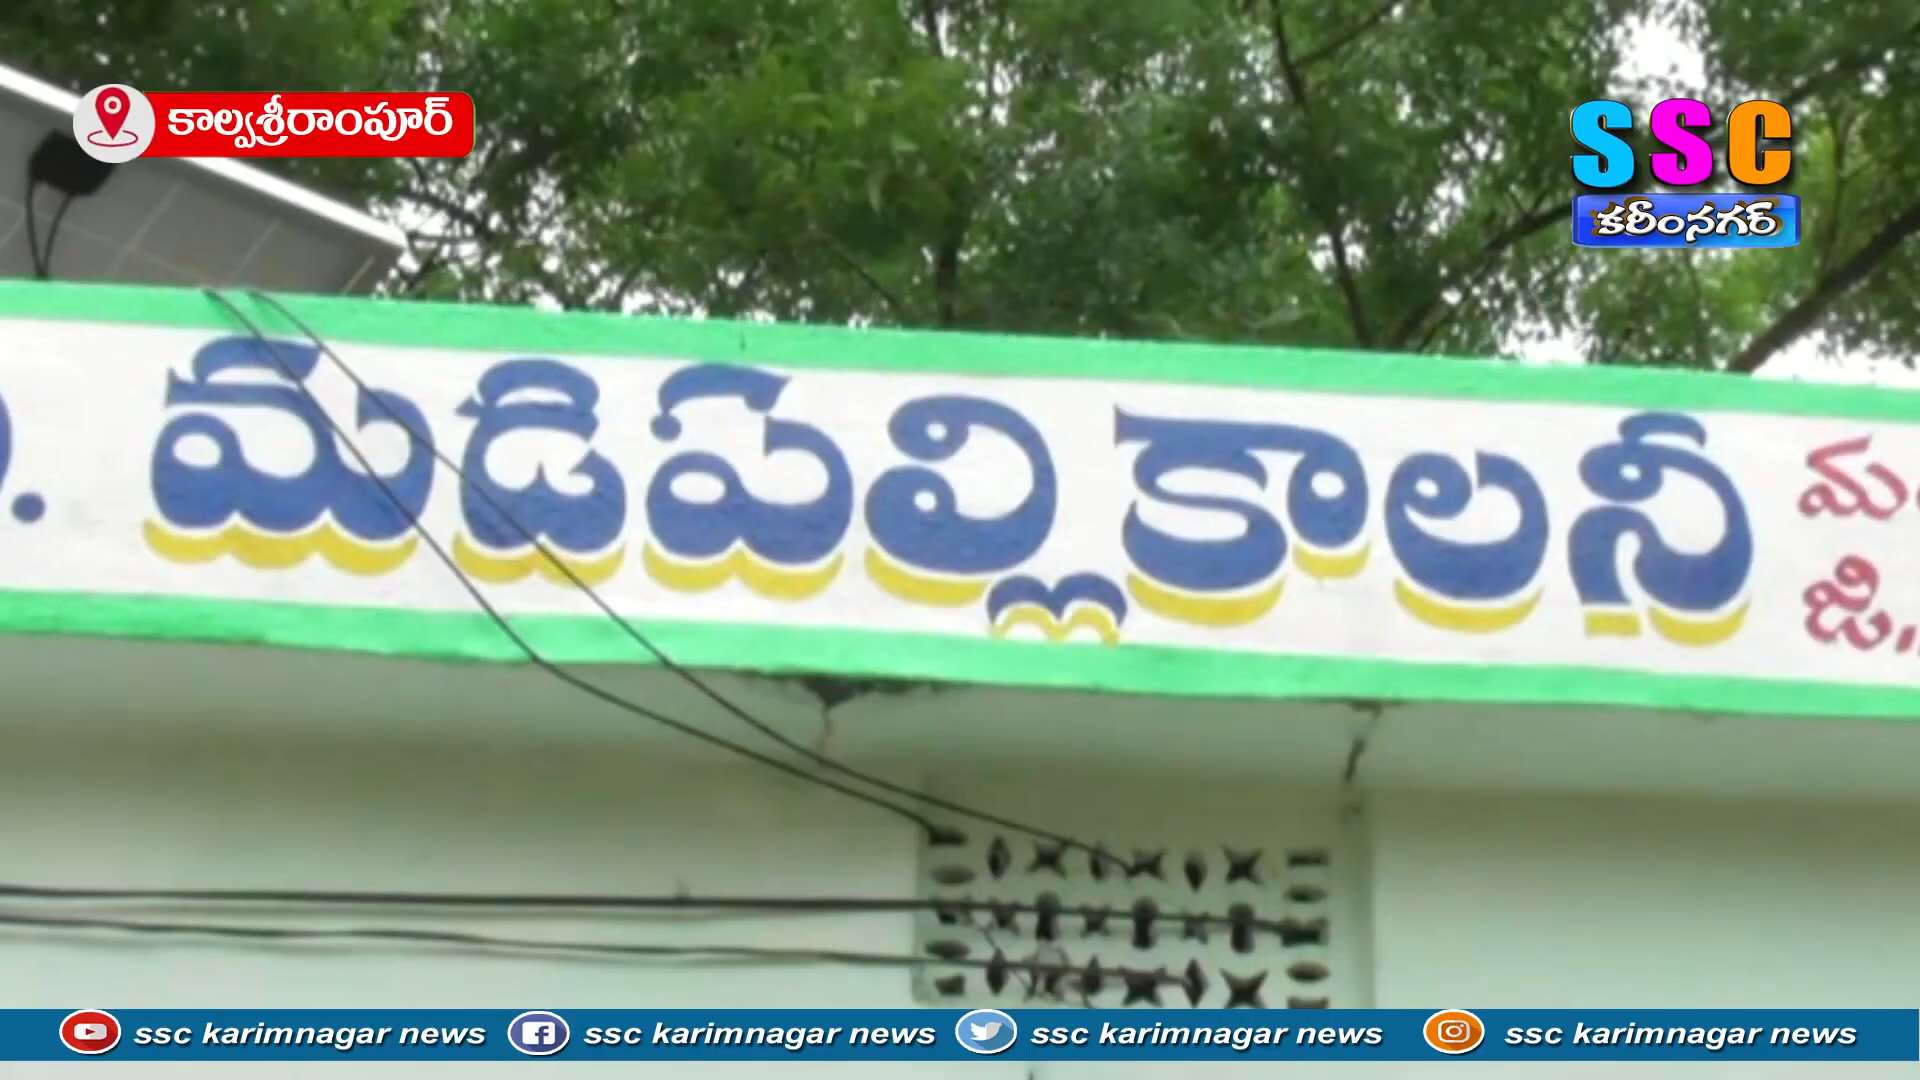 కాల్వశ్రీరాంపూర్
SSC
కరీంనగర్
మడిపల్లి కాలనీ
ssc karimnagar news ssc karimnagar news ssc karimnagar news ssc karimnagar news